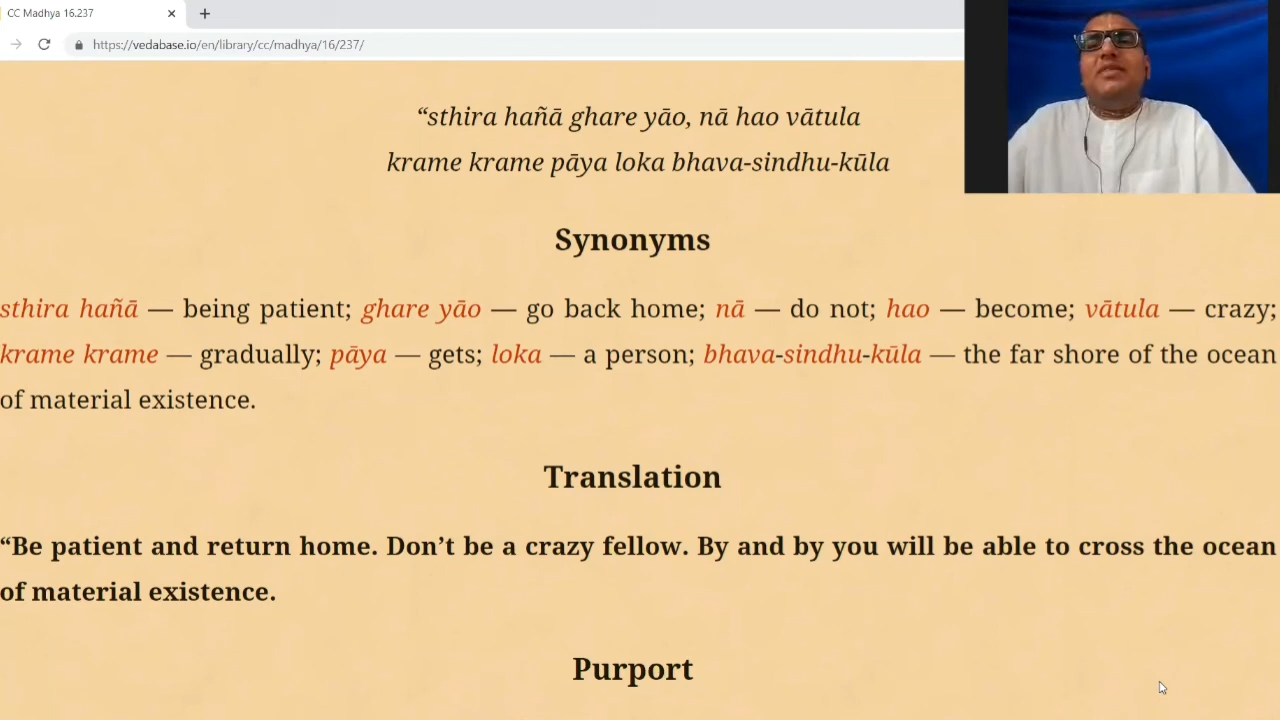 CC Madhya 16.237
https://vedabase.io/en/library/cc/madhya/16/237/
“sthira hañā ghare yāo, nā hao vātula
krame krame pāya loka bhava-sindhu-kūla
Synonyms
sthira hañā — being patient; ghare yāo — go back home; nā — do not; hao — become; vātula — crazy;
krame krame — gradually; pāya — gets; loka — a person; bhava-sindhu-kūla — the far shore of the ocean
of material existence.
Translation
“Be patient and return home. Don’t be a crazy fellow. By and by you will be able to cross the ocean
of material existence.
Purport